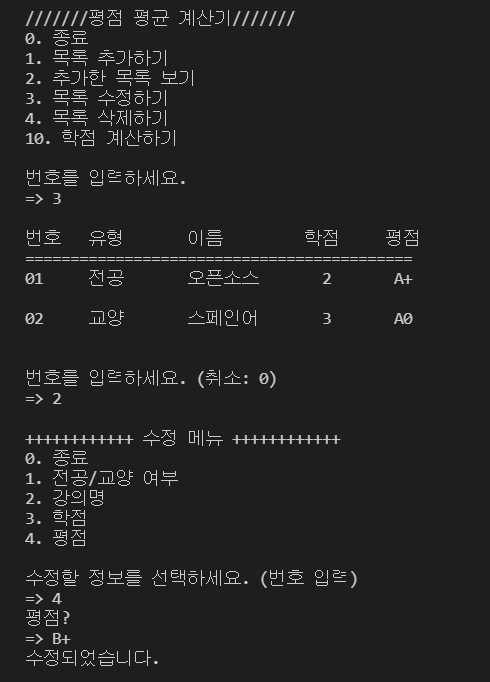 ///////평점 평균 계산기///////
0. 종료
1. 목록 추가하기
2. 추가한 목록 보기
3. 목록 수정하기
4. 목록 삭제하기
10. 학점 계산하기
번호를 입력하세요.
=> 3
번호 유형 이름 학점 평점
===========================================
01 전공 오픈소스 2 A+
02 교양 스페인어 3 A0
번호를 입력하세요. (취소: 0)
=> 2
++++++++++++ 수정 메뉴 ++++++++++++
0. 종료
1. 전공/교양 여부
2. 강의명
3. 학점
4. 평점
수정할 정보를 선택하세요. (번호 입력)
=> 4
평점?
=> B+
수정되었습니다.